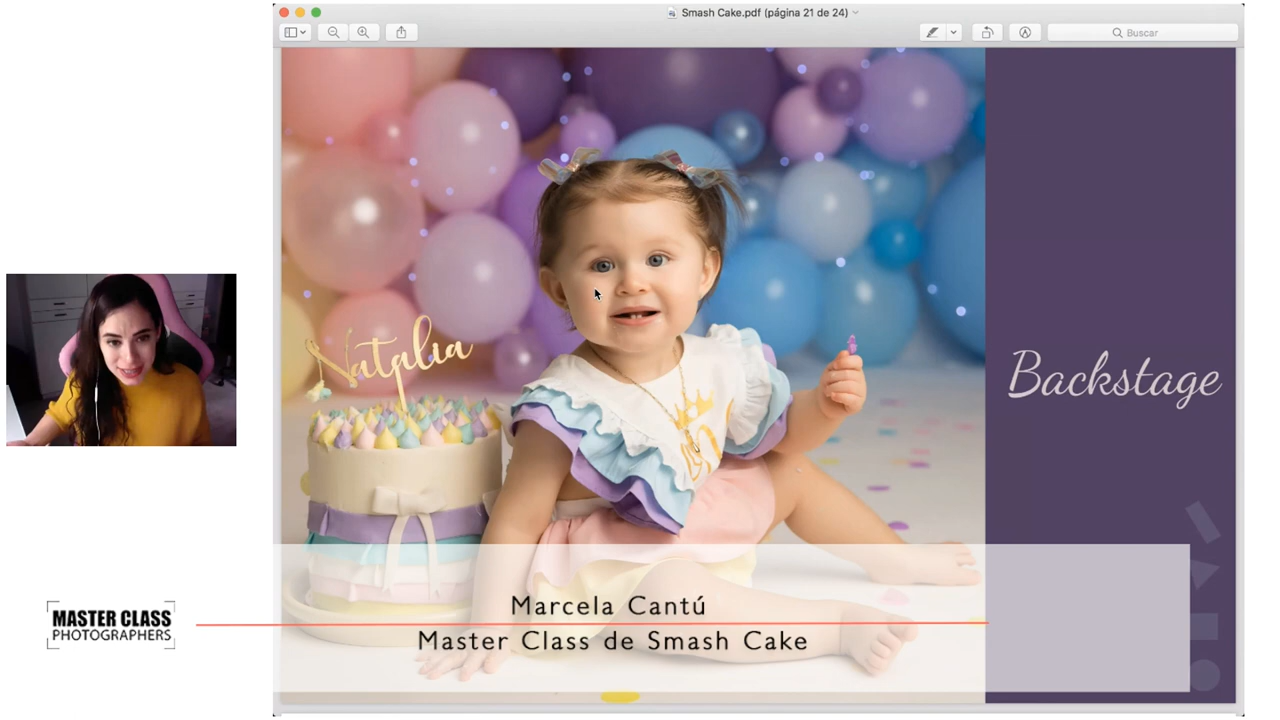 Smash Cake.pdf (página 21 de 24)
Buscar
Natalia
Backstage
Marcela Cantú
Master Class de Smash Cake
MASTER CLASS
PHOTOGRAPHERS